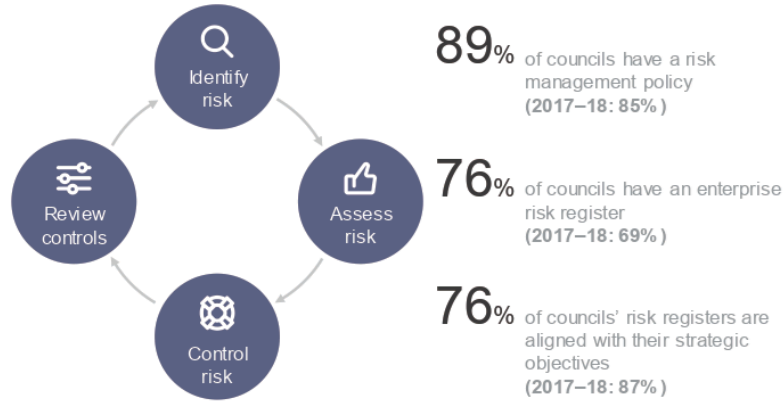 Identify
risk
Assess
risk
Control
risk
Review
controls
89% of councils have a risk
management policy
(2017–18: 85%)
76% of councils have an enterprise
risk register
(2017–18: 69%)
76% of councils’ risk registers are
aligned with their strategic
objectives
(2017–18: 87%)